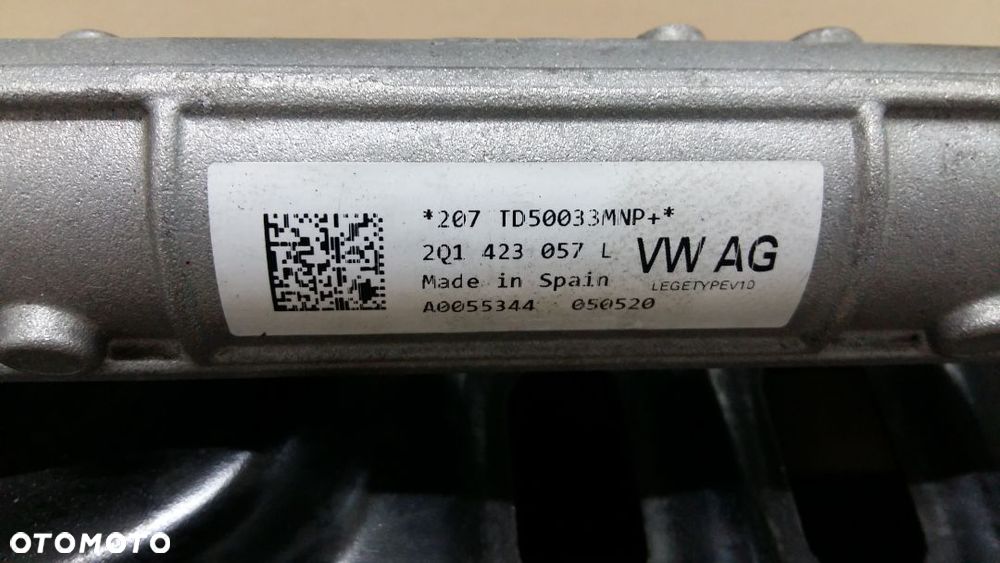 *207 TD50033MNP+*
2Q1 423 057 L
VW AG
Made in Spain
LEGETYPEV10
A0055344 050520
OTOMOTO